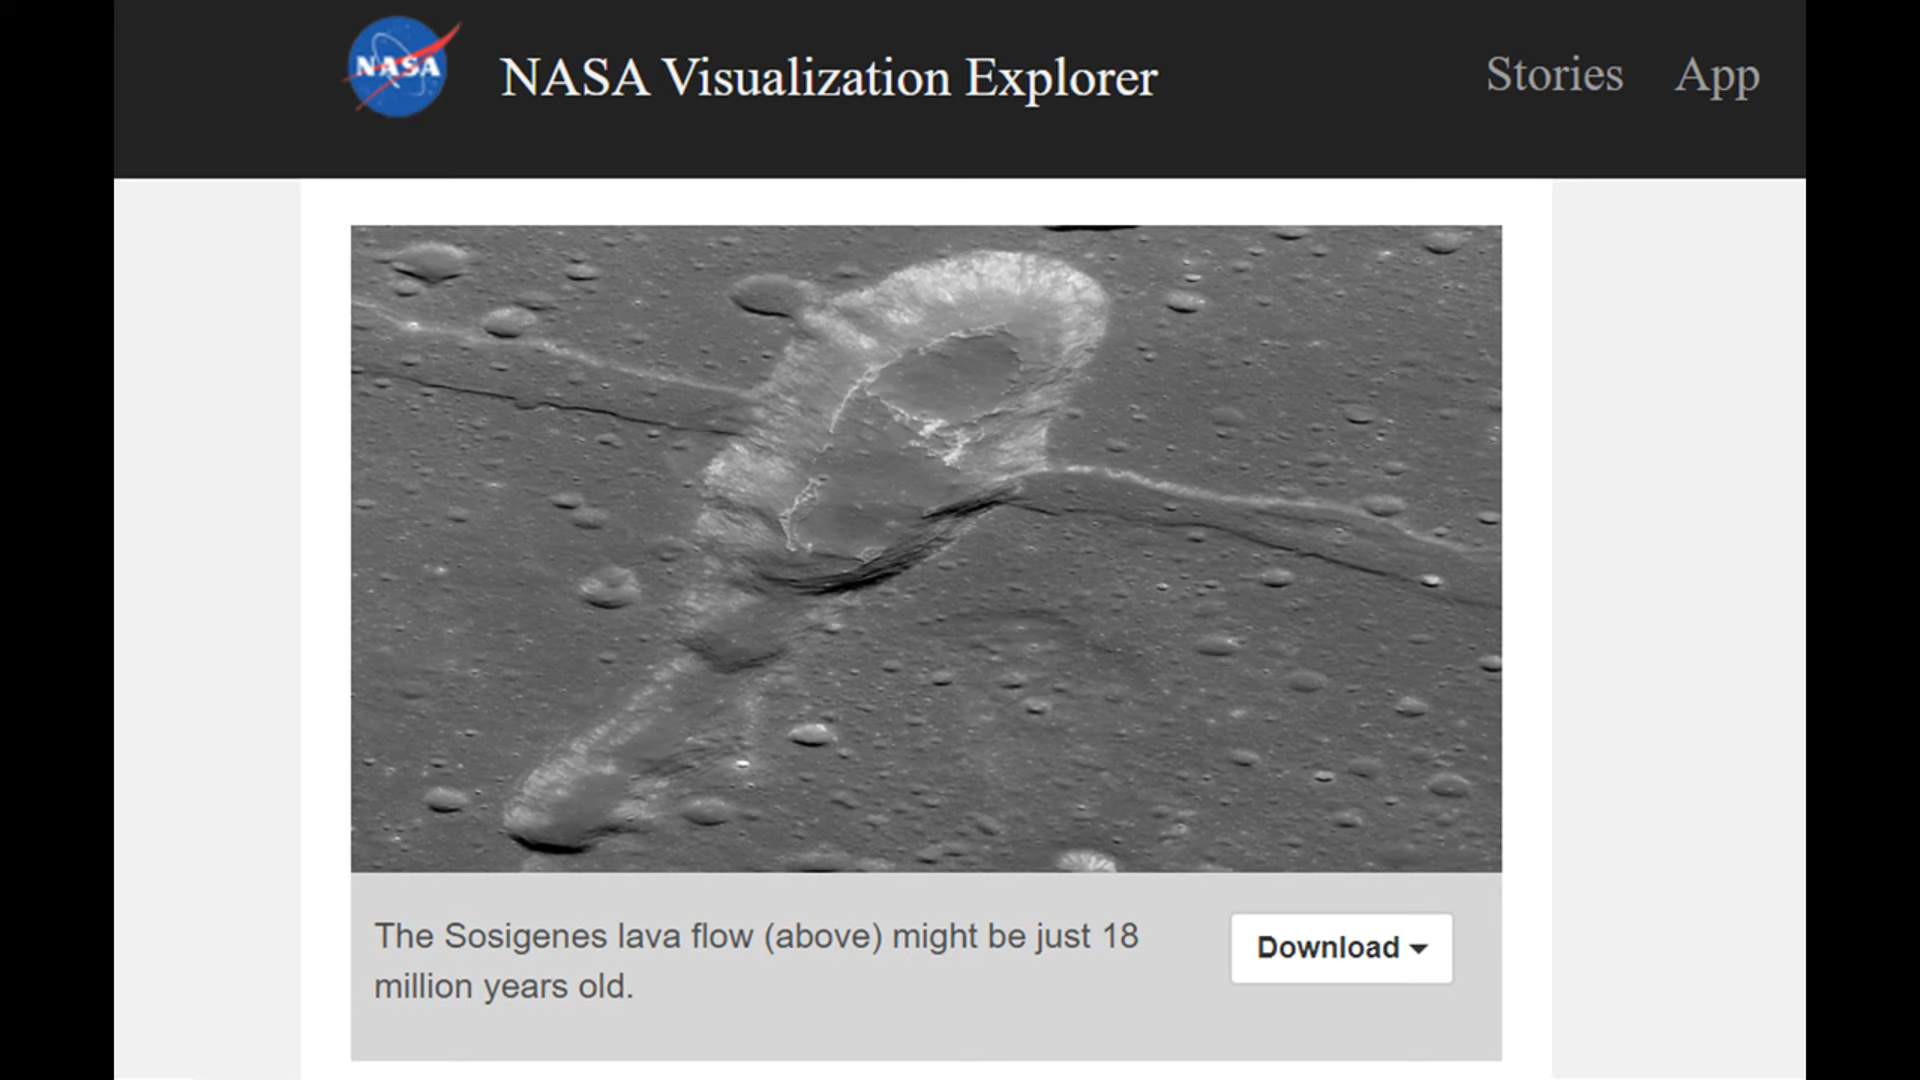 NASA
NASA Visualization Explorer
Stories
App
The Sosigenes lava flow (above) might be just 18
million years old.
Download